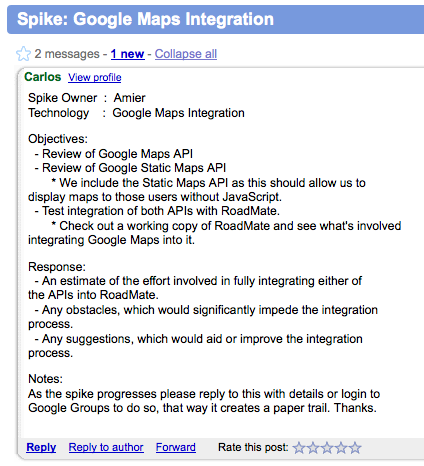 Spike: Google Maps Integration
2 messages - 1 new - Collapse all
Carlos View profile
Spike Owner : Amier
Technology : Google Maps Integration
Objectives:
- Review of Google Maps API
- Review of Google Static Maps API
* We include the Static Maps API as this should allow us to
display maps to those users without JavaScript.
- Test integration of both APIs with RoadMate.
* Check out a working copy of RoadMate and see what's involved
integrating Google Maps into it.
Response:
- An estimate of the effort involved in fully integrating either of
the APIs into RoadMate.
- Any obstacles, which would significantly impede the integration
process.
- Any suggestions, which would aid or improve the integration
process.
Notes:
As the spike progresses please reply to this with details or login to
Google Groups to do so, that way it creates a paper trail. Thanks.
Reply Reply to author Forward Rate this post: